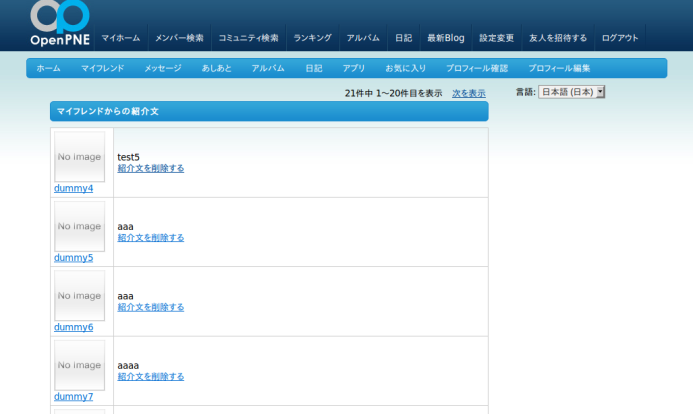 OpenPNE
マイホーム メンバー検索 コミュニティ検索 ランキング アルバム 日記 最新Blog 設定変更 友人を招待する ログアウト
ホーム マイフレンド メッセージ あしあと アルバム 日記 アプリ お気に入り プロフィール確認 プロフィール編集
21件中 1～20件目を表示 次を表示
言語: 日本語 (日本)
マイフレンドからの紹介文
No image
dummy4
test5
紹介文を削除する
No image
dummy5
aaa
紹介文を削除する
No image
dummy6
aaa
紹介文を削除する
No image
dummy7
aaaa
紹介文を削除する